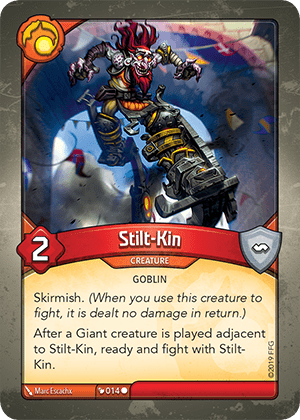 2
Stilt-Kin
CREATURE
GOBLIN
Skirmish. (When you use this creature to
fight, it is dealt no damage in return.)
After a Giant creature is played adjacent
to Stilt-Kin, ready and fight with Stilt-
Kin.
Marc Escachx
014
©2019 FFG